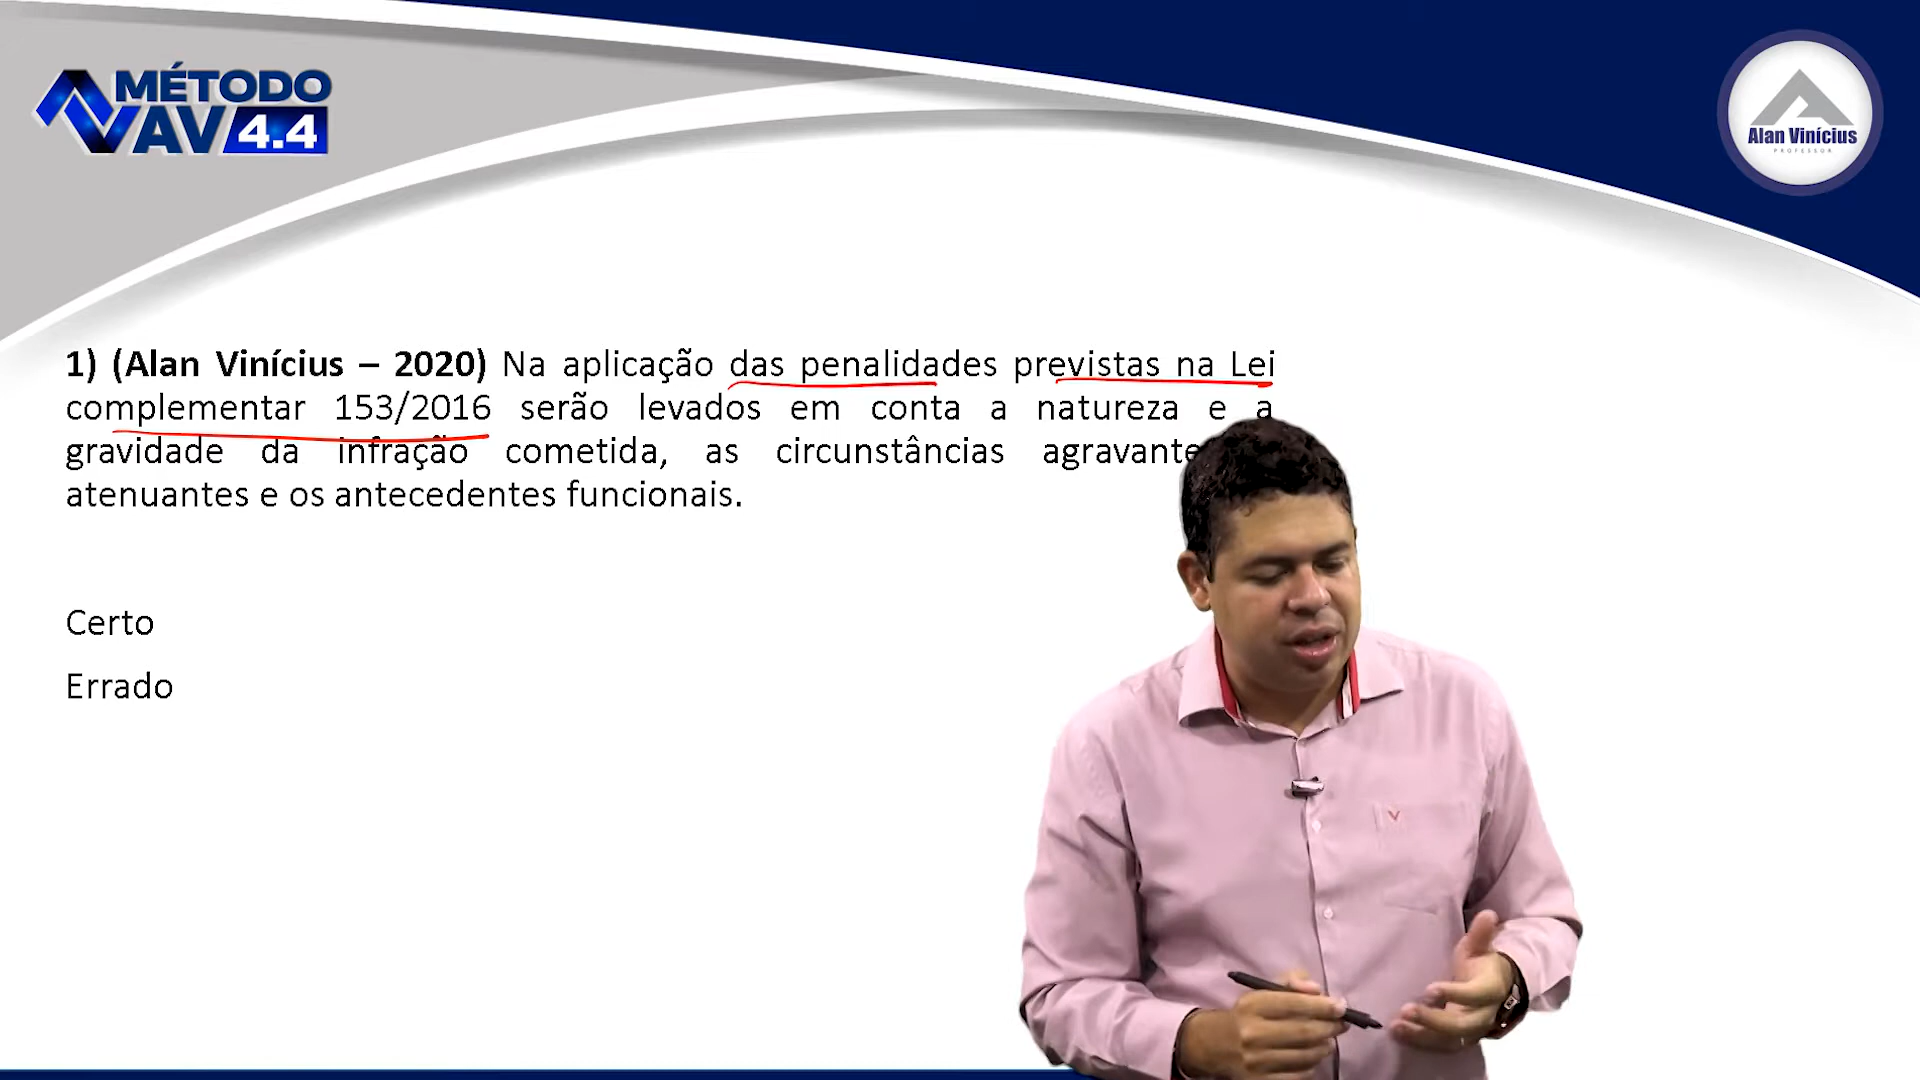 MÉTODO
AV 4.4
Alan Vinícius
PROFESSOR
1) (Alan Vinícius – 2020) Na aplicação das penalidades previstas na Lei
complementar 153/2016 serão levados em conta a natureza e a
gravidade da infração cometida, as circunstâncias
atenuantes e os antecedentes funcionais.
Certo
Errado